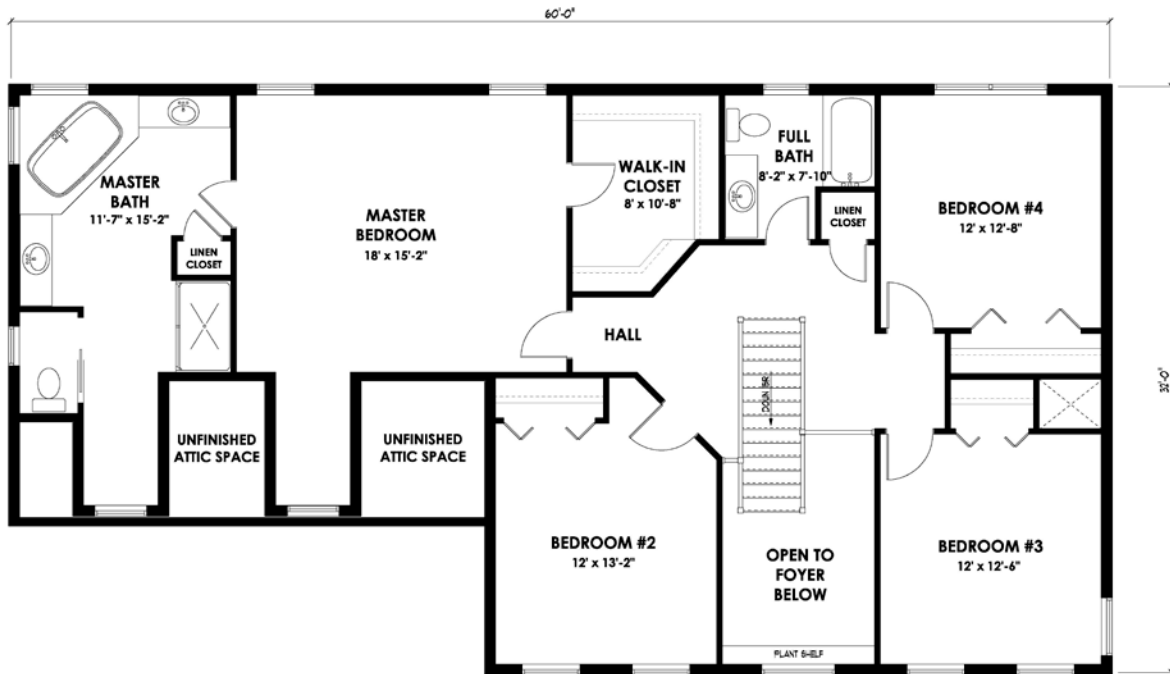 60'-0"
MASTER
BATH
11'-7" x 15'-2"
LINEN
CLOSET
MASTER
BEDROOM
18' x 15'-2"
WALK-IN
CLOSET
8' x 10'-8"
FULL
BATH
8'-2" x 7'-10"
LINEN
CLOSET
BEDROOM #4
12' x 12'-8"
HALL
32'-0"
DOWN 15R
UNFINISHED
ATTIC SPACE
UNFINISHED
ATTIC SPACE
BEDROOM #2
12' x 13'-2"
OPEN TO
FOYER
BELOW
BEDROOM #3
12' x 12'-6"
PLANT SHELF